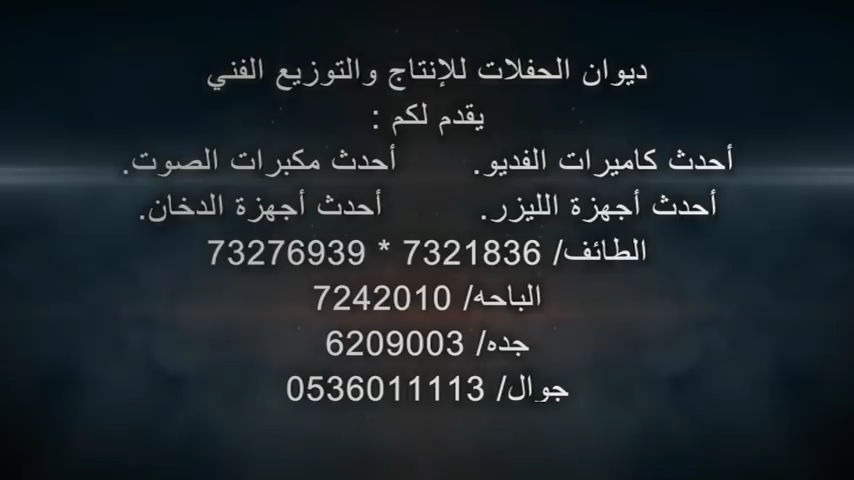 ديوان الحفلات للإنتاج والتوزيع الفني
يقدم لكم :
أحدث كاميرات الفديو. أحدث مكبرات الصوت.
أحدث أجهزة الليزر. أحدث أجهزة الدخان.
الطائف/ 7321836 * 73276939
الباحه/ 7242010
جده/ 6209003
جوال/ 0536011113